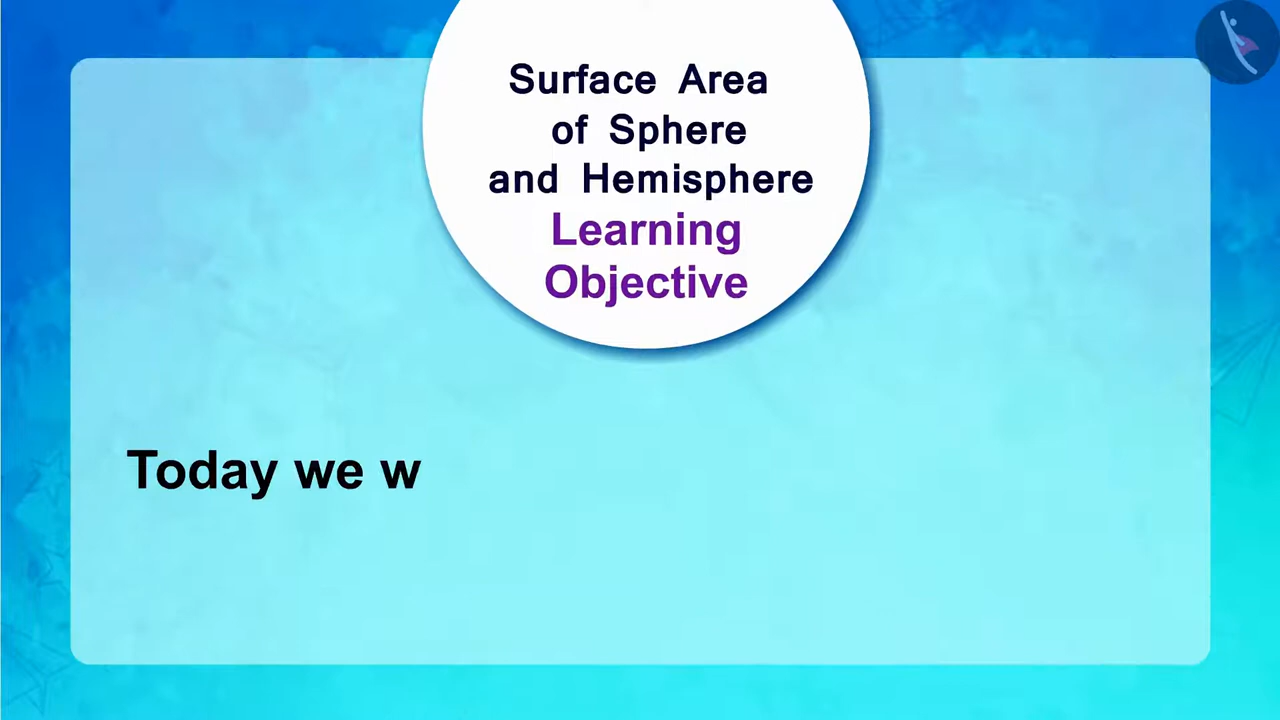 Surface Area
of Sphere
and Hemisphere
Learning
Objective
Today we w